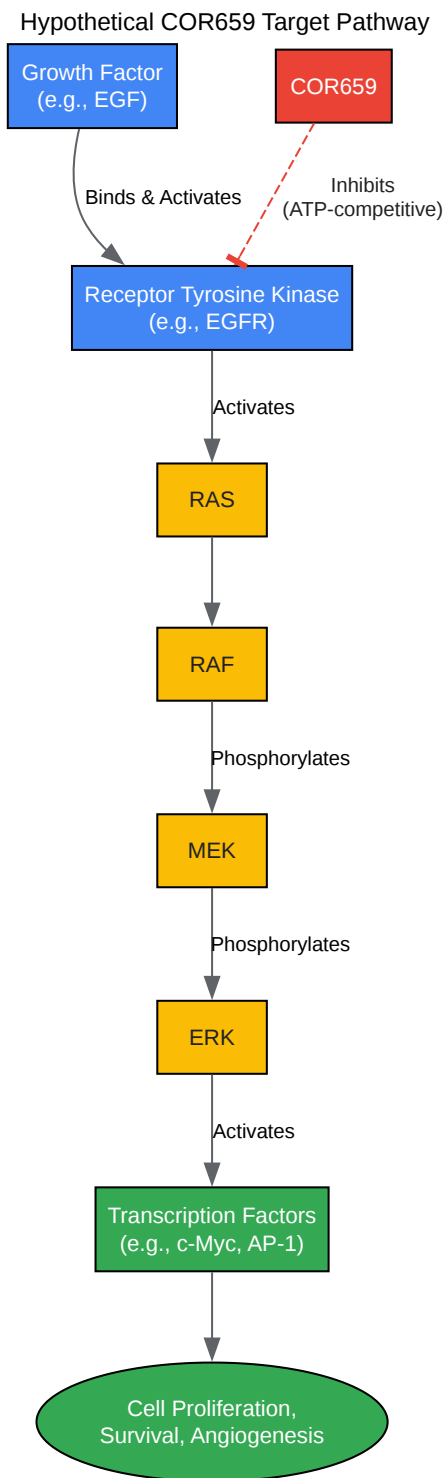 Hypothetical COR659 Target Pathway
Growth Factor
(e.g., EGF)
COR659
Binds & Activates
Inhibits
(ATP-competitive)
Receptor Tyrosine Kinase
(e.g., EGFR)
Activates
RAS
RAF
Phosphorylates
MEK
Phosphorylates
ERK
Activates
Transcription Factors
(e.g., c-Myc, AP-1)
Cell Proliferation,
Survival, Angiogenesis